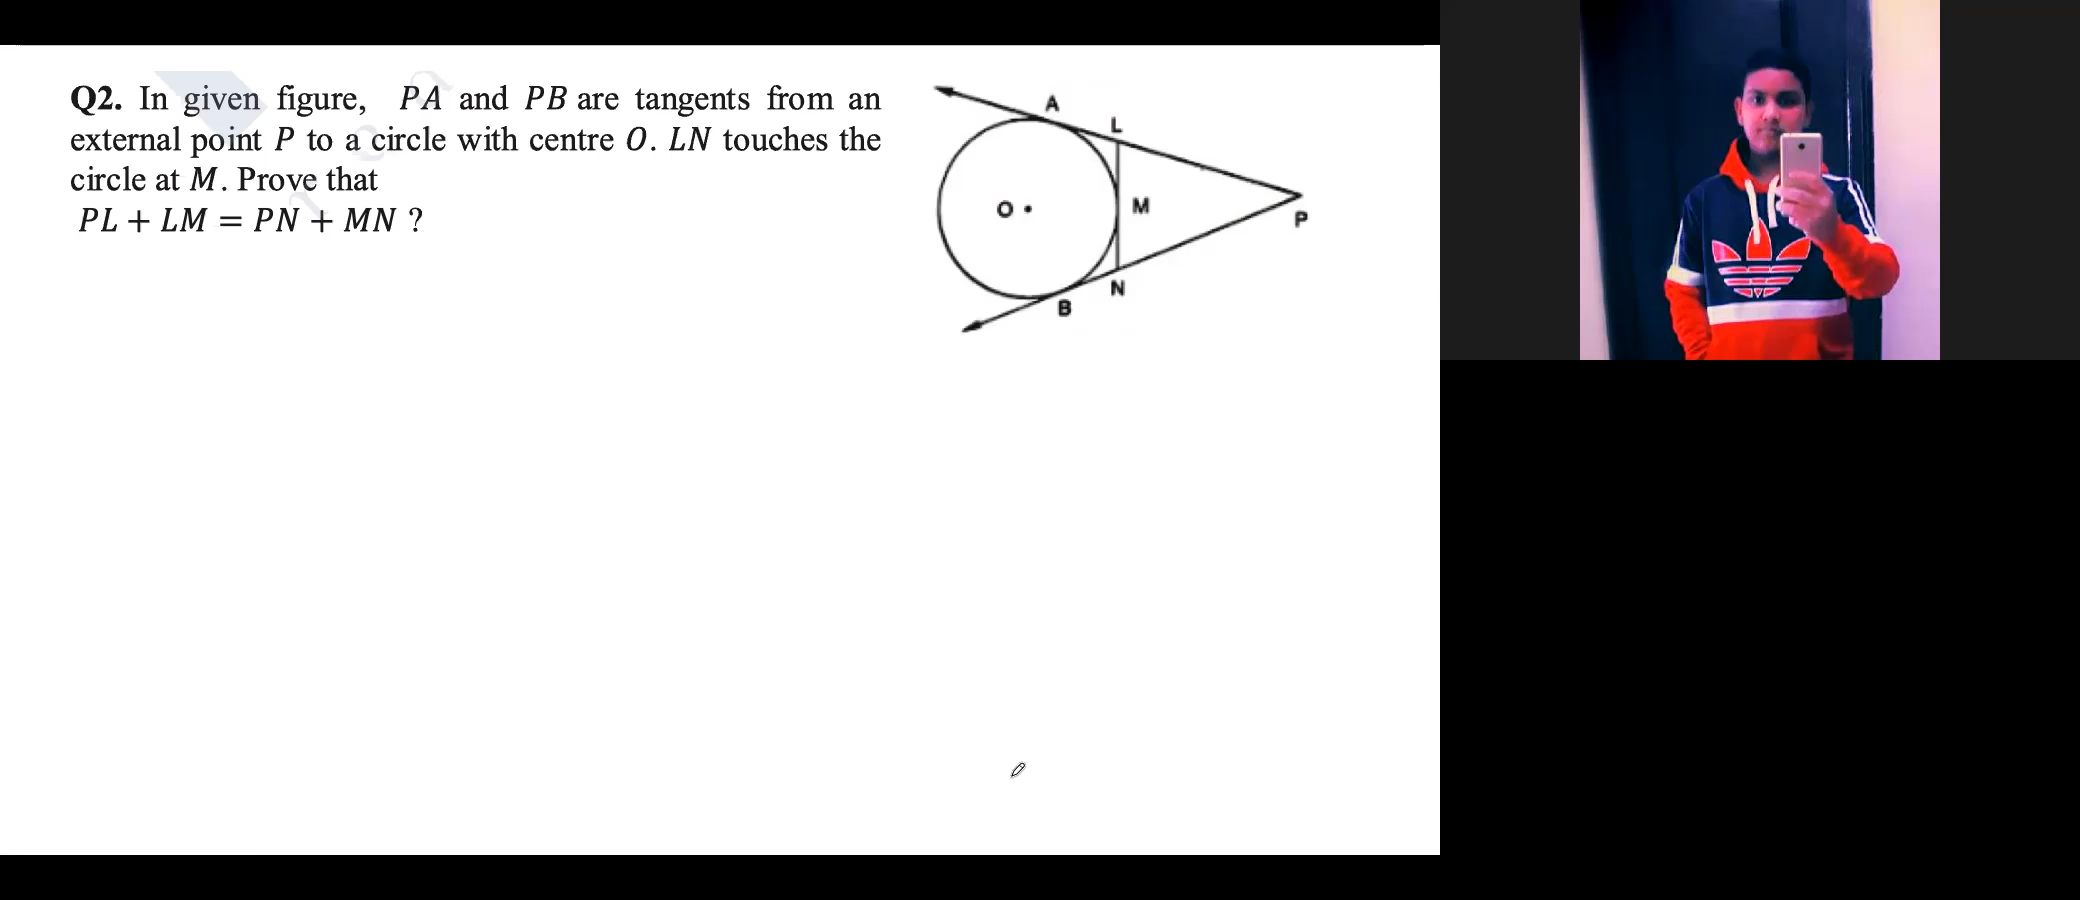 Q2. In given figure, PA and PB are tangents from an
external point P to a circle with centre O. LN touches the
circle at M. Prove that
PL + LM = PN + MN ?
A
L
O
M
P
N
B